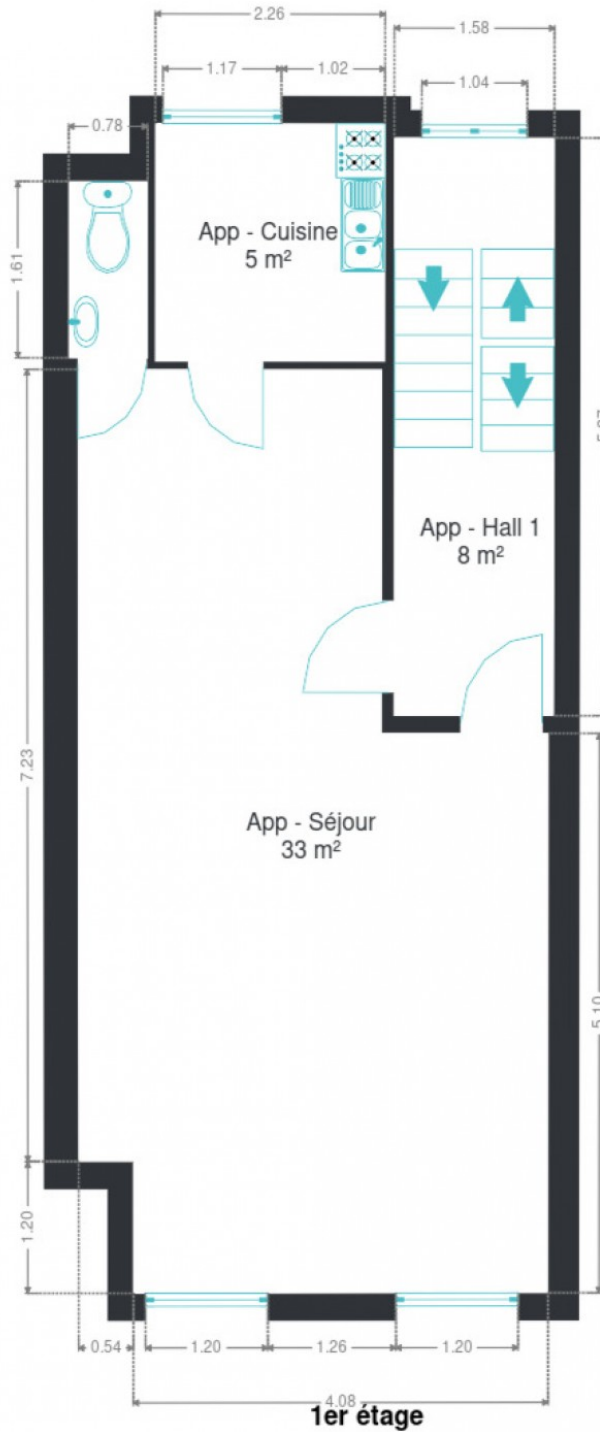 2.26
1.58
1.17
1.02
1.04
0.78
App - Cuisine
5 m²
1.61
App - Hall 1
8 m²
7.23
App - Séjour
33 m²
5.10
1.20
0.54
1.20
1.26
1.20
4.08
1er étage